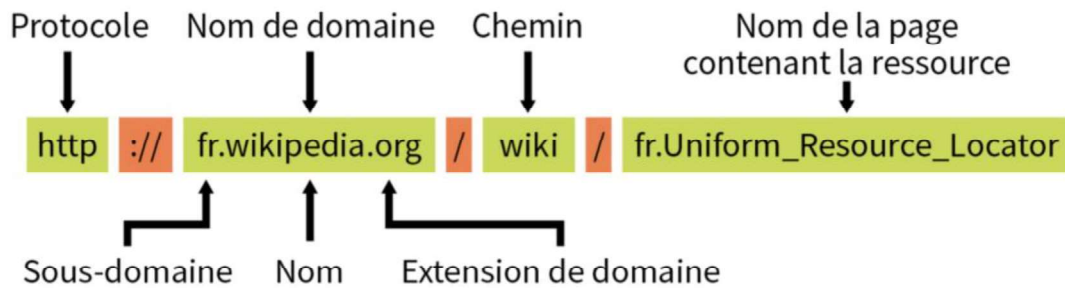 Protocole Nom de domaine Chemin Nom de la page
contenant la ressource
http :// fr.wikipedia.org / wiki / fr.Uniform_Resource_Locator
Sous-domaine Nom Extension de domaine